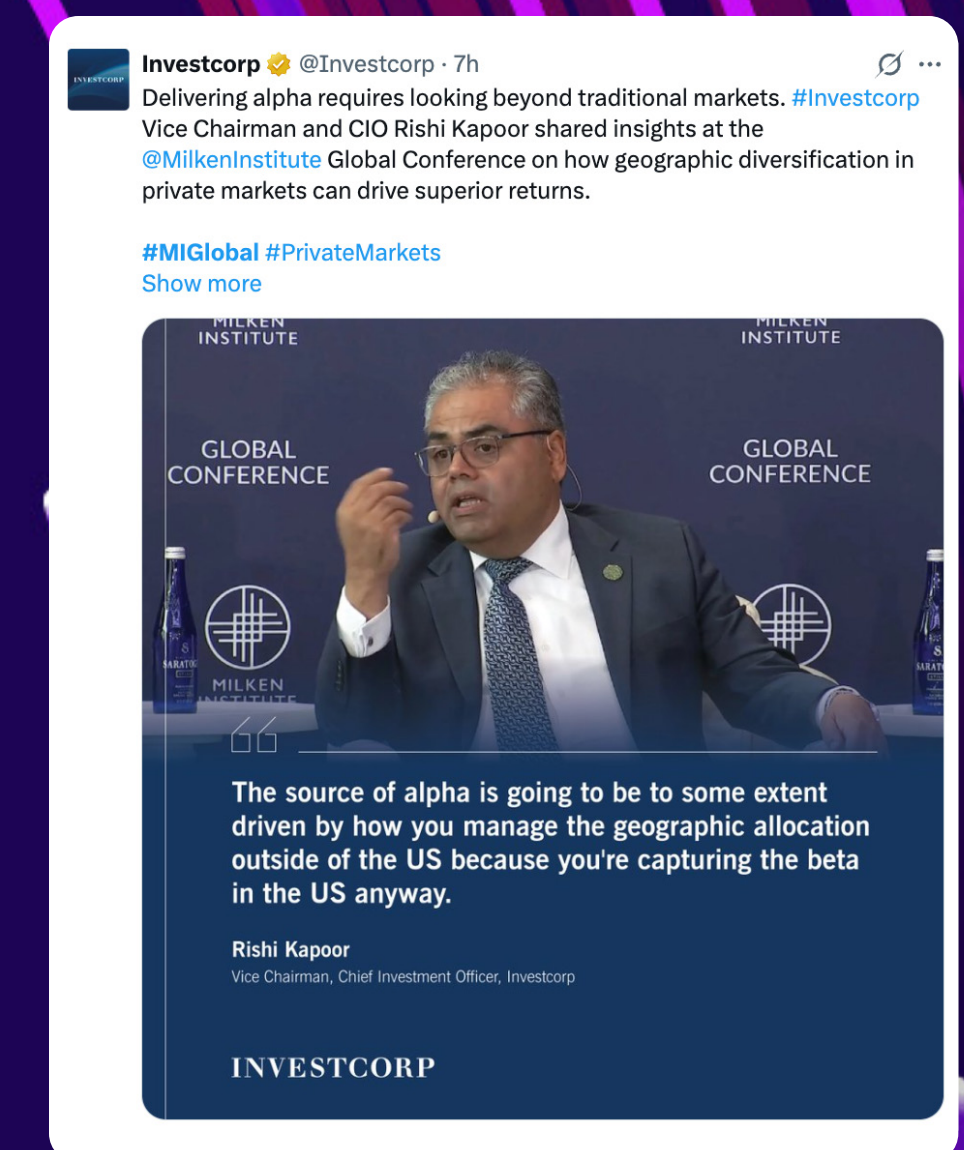 INVESTCORP
Investcorp @Investcorp · 7h
Delivering alpha requires looking beyond traditional markets. #Investcorp
Vice Chairman and CIO Rishi Kapoor shared insights at the
@MilkenInstitute Global Conference on how geographic diversification in
private markets can drive superior returns.
#MIGlobal #PrivateMarkets
Show more
MILKEN
INSTITUTE
MILKEN
INSTITUTE
GLOBAL
CONFERENCE
GLOBAL
CONFERENCE
MILKEN
INSTITUTE
The source of alpha is going to be to some extent
driven by how you manage the geographic allocation
outside of the US because you're capturing the beta
in the US anyway.
Rishi Kapoor
Vice Chairman, Chief Investment Officer, Investcorp
INVESTCORP